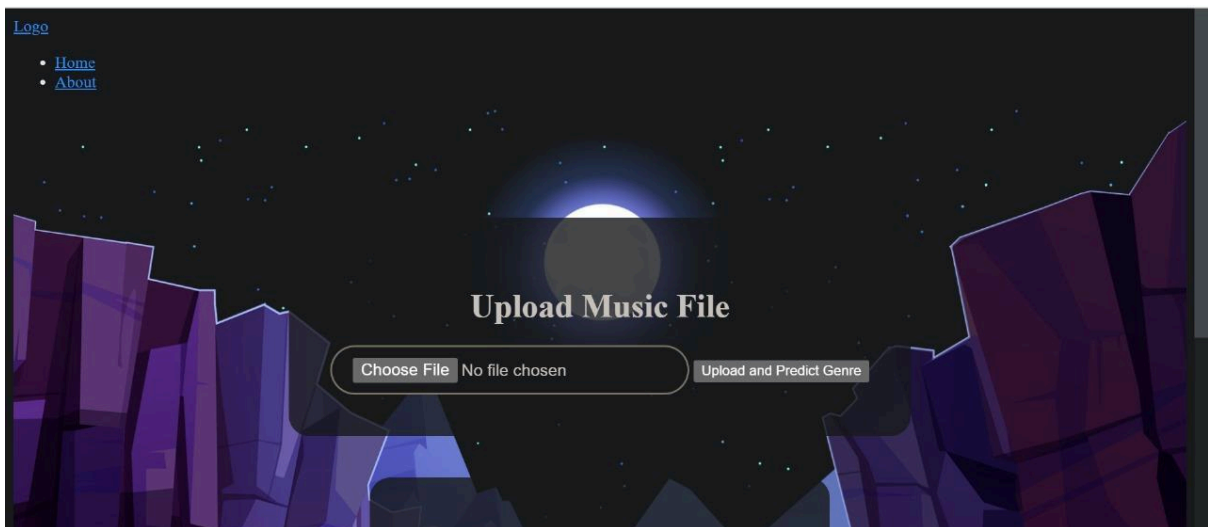 Logo
Home
About
Upload Music File
Choose File No file chosen Upload and Predict Genre